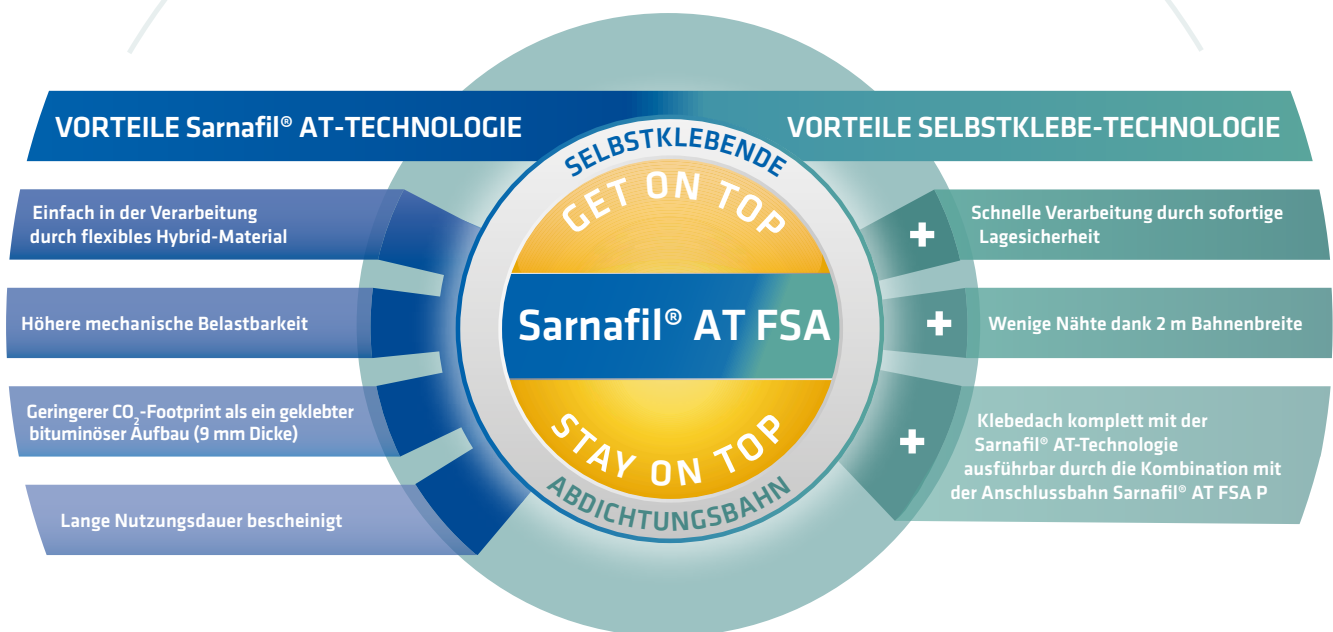 VORTEILE Sarnafil® AT-TECHNOLOGIE
Einfach in der Verarbeitung
durch flexibles Hybrid-Material
Höhere mechanische Belastbarkeit
Geringerer CO₂-Footprint als ein geklebter
bituminöser Aufbau (9 mm Dicke)
Lange Nutzungsdauer bescheinigt
SELBSTKLEBENDE
GET ON TOP
Sarnafil® AT FSA
STAY ON TOP
ABDICHTUNGSBAHN
VORTEILE SELBSTKLEBE-TECHNOLOGIE
+
Schnelle Verarbeitung durch sofortige
Lagesicherheit
+
Wenige Nähte dank 2 m Bahnenbreite
+
Klebedach komplett mit der
Sarnafil® AT-Technologie
ausführbar durch die Kombination mit
der Anschlussbahn Sarnafil® AT FSA P